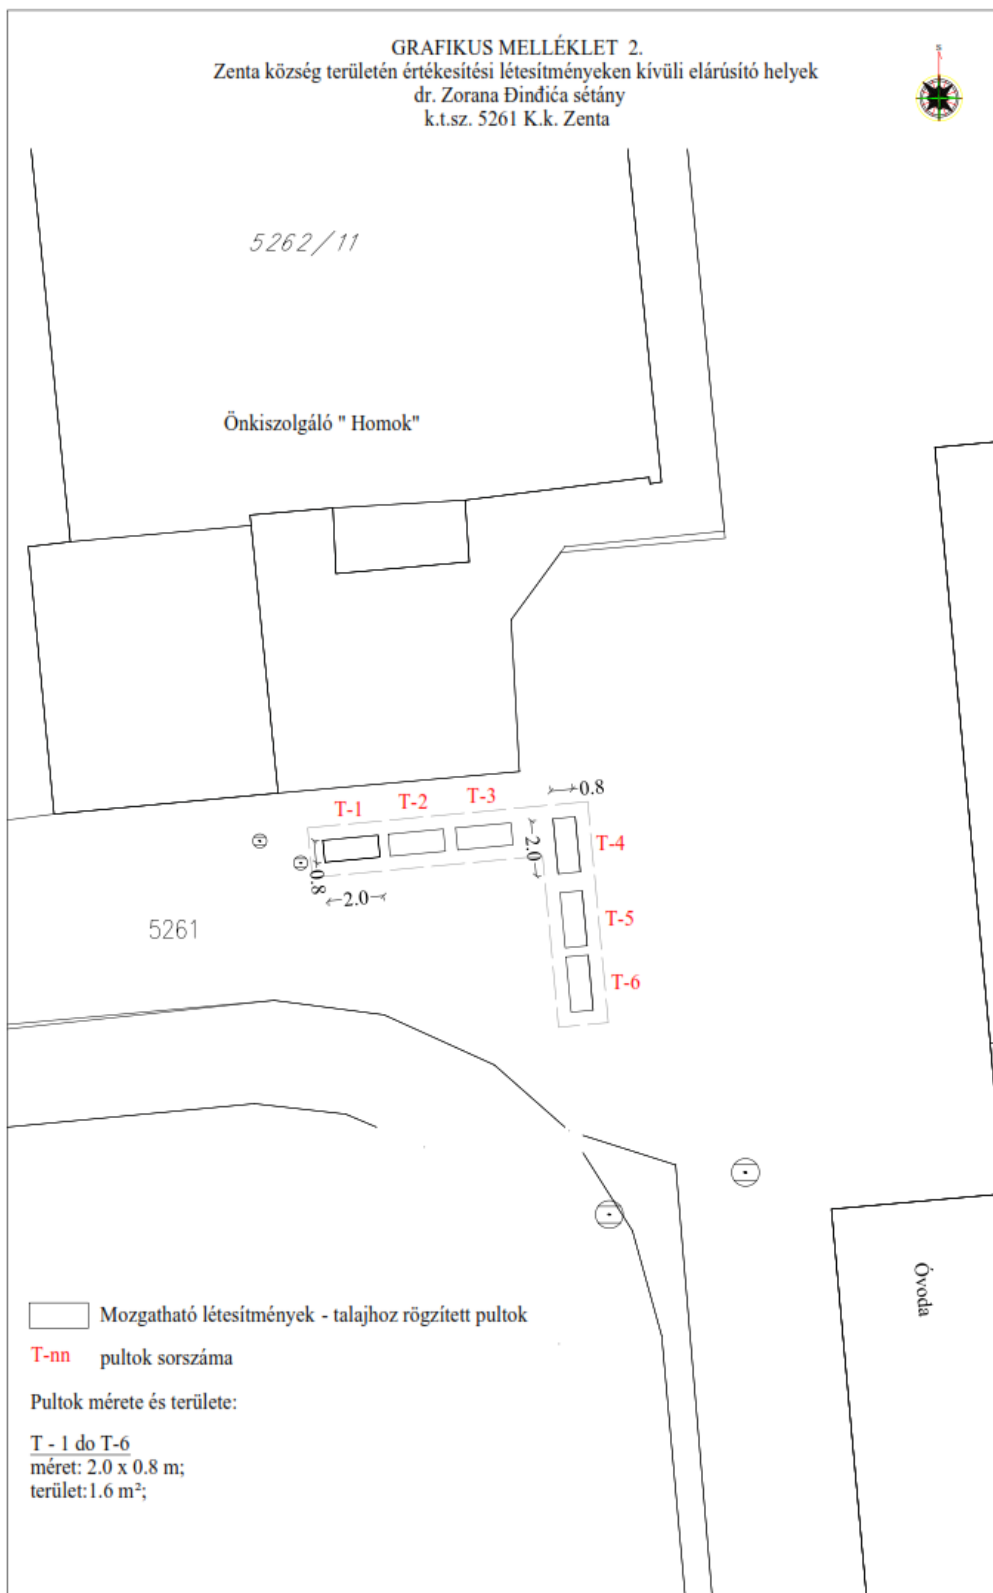 GRAFIKUS MELLÉKLET 2.
Zenta község területén értékesítési létesítményeken kívüli elárúsító helyek
dr. Zorana Đinđića sétány
k.t.sz. 5261 K.k. Zenta
S
5262/11
Önkiszolgáló " Homok"
0.8
T-1
T-2
T-3
T-4
2.0
0.8
2.0
T-5
5261
T-6
Óvoda
Mozgatható létesítmények - talajhoz rögzített pultok
T-nn pultok sorszáma
Pultok mérete és területe:
T - 1 do T-6
méret: 2.0 x 0.8 m;
terület:1.6 m²;